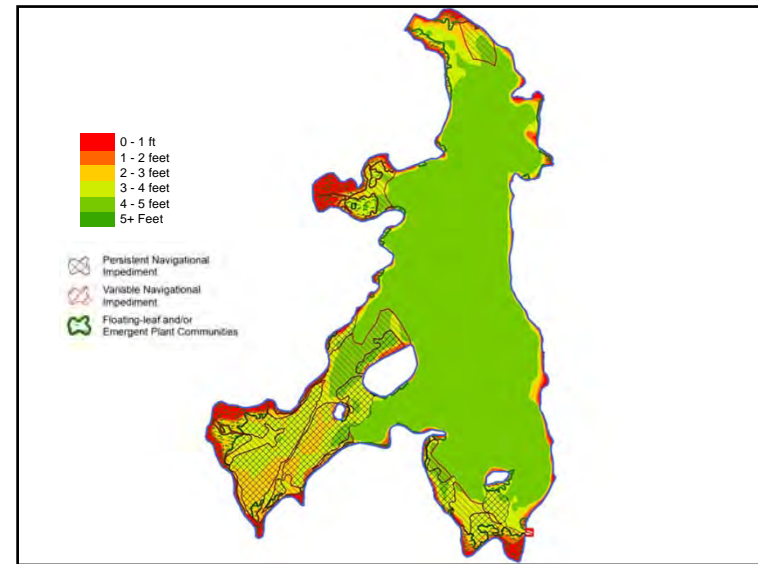 0 - 1 ft
1 - 2 feet
2 - 3 feet
3 - 4 feet
4 - 5 feet
5+ Feet
Persistent Navigational
Impediment
Variable Navigational
Impediment
Floating-leaf and/or
Emergent Plant Communities